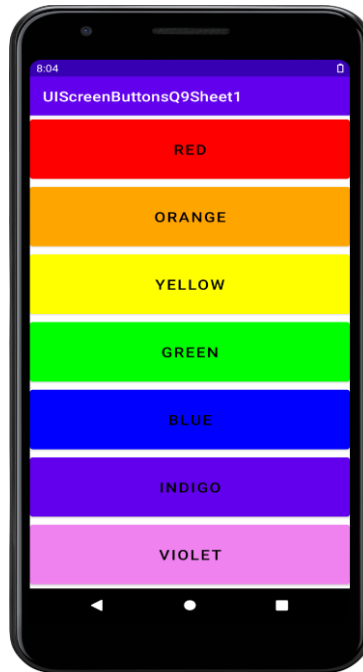 8:04
UIScreenButtonsQ9Sheet1
RED
ORANGE
YELLOW
GREEN
BLUE
INDIGO
VIOLET